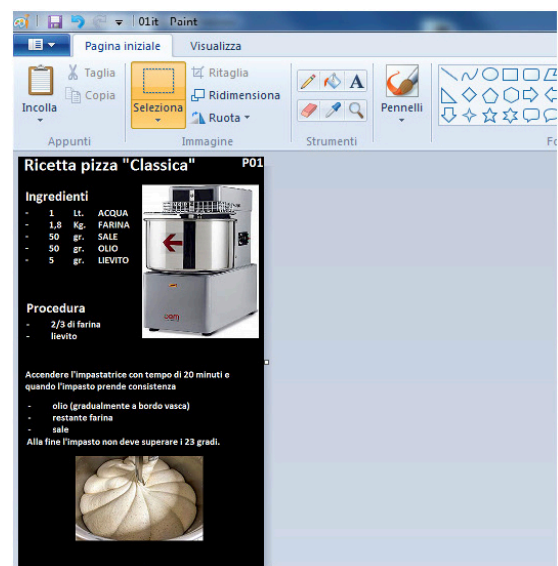 01it Paint
Pagina iniziale Visualizza
Incolla
Taglia
Copia
Appunti
Seleziona
Ritaglia
Ridimensiona
Ruota
Immagine
Strumenti
A
Pennelli
Ricetta pizza "Classica" P01
Ingredienti
- 1 Lt. ACQUA
- 1,8 Kg. FARINA
- 50 gr. SALE
- 50 gr. OLIO
- 5 gr. LIEVITO
Procedura
- 2/3 di farina
- lievito
Accendere l'impastatrice con tempo di 20 minuti e
quando l'impasto prende consistenza
- olio (gradualmente a bordo vasca)
- restante farina
- sale
Alla fine l'impasto non deve superare i 23 gradi.